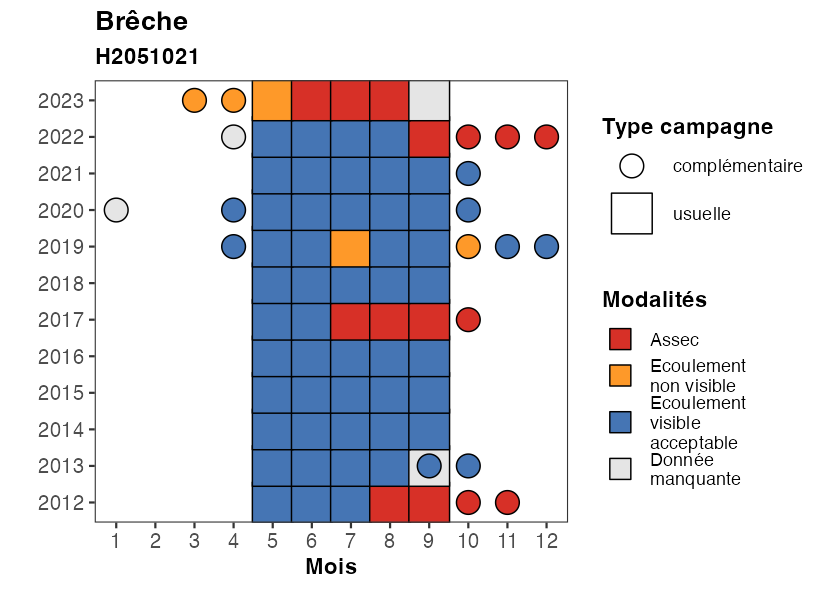 Brêche
H2051021
2023
2022
2021
2020
2019
2018
2017
2016
2015
2014
2013
2012
1 2 3 4 5 6 7 8 9 10 11 12
Mois
Type campagne
complémentaire
usuelle
Modalités
Assec
Ecoulement
non visible
Ecoulement
visible
acceptable
Donnée
manquante